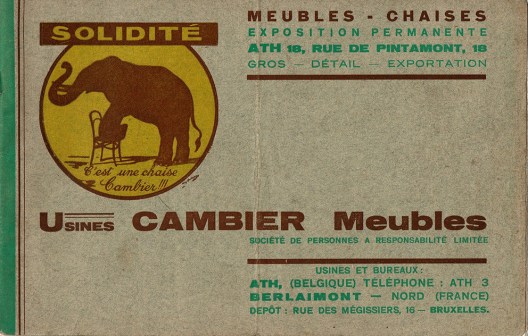 SOLIDITÉ
C'est une chaise
Cambier!!!
MEUBLES - CHAISES
EXPOSITION PERMANENTE
ATH 18, RUE DE PINTAMONT, 18
GROS — DÉTAIL — EXPORTATION
USINES CAMBIER Meubles
SOCIÉTÉ DE PERSONNES A RESPONSABILITÉ LIMITÉE
USINES ET BUREAUX:
ATH, (BELGIQUE) TÉLÉPHONE: ATH 3
BERLAIMONT — NORD (FRANCE)
DEPÔT: RUE DES MÉGISSIERS, 16 — BRUXELLES.